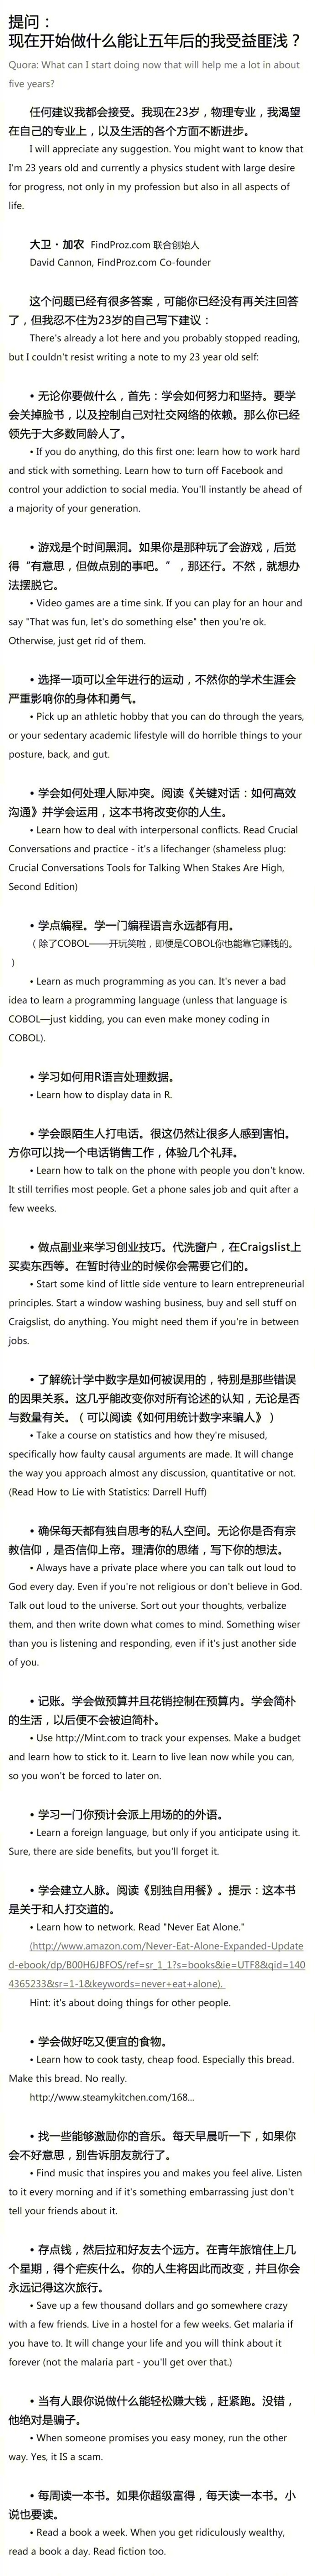 提问：
现在开始做什么能让五年后的我受益匪浅？
Quora: What can I start doing now that will help me a lot in about
five years?
任何建议我都会接受。我现在23岁，物理专业，我渴望
在自己的专业上，以及生活的各个方面不断进步。
I will appreciate any suggestion. You might want to know that
I'm 23 years old and currently a physics student with large desire
for progress, not only in my profession but also in all aspects of
life.
大卫·加农 FindProz.com 联合创始人
David Cannon, FindProz.com Co-founder
这个问题已经有很多答案，可能你已经没有再关注回答
了，但我忍不住为23岁的自己写下建议：
There's already a lot here and you probably stopped reading,
but I couldn't resist writing a note to my 23 year old self:
• 无论你要做什么，首先：学会如何努力和坚持。要学
会关掉脸书，以及控制自己对社交网络的依赖。那么你已经
领先于大多数同龄人了。
• If you do anything, do this first one: learn how to work hard
and stick with something. Learn how to turn off Facebook and
control your addiction to social media. You'll instantly be ahead of
a majority of your generation.
• 游戏是个时间黑洞。如果你是那种玩了会游戏，后觉
得“有意思，但做点别的事吧。”，那还行。不然，就想办
法摆脱它。
• Video games are a time sink. If you can play for an hour and
say "That was fun, let's do something else" then you're ok.
Otherwise, just get rid of them.
• 选择一项可以全年进行的运动，不然你的学术生涯会
严重影响你的身体和勇气。
• Pick up an athletic hobby that you can do through the years,
or your sedentary academic lifestyle will do horrible things to your
posture, back, and gut.
• 学会如何处理人际冲突。阅读《关键对话：如何高效
沟通》并学会运用，这本书将改变你的人生。
• Learn how to deal with interpersonal conflicts. Read Crucial
Conversations and practice - it's a lifechanger (shameless plug:
Crucial Conversations Tools for Talking When Stakes Are High,
Second Edition)
• 学点编程。学一门编程语言永远都有用。
（除了COBOL——开玩笑啦，即便是COBOL你也能靠它赚钱的。
）
• Learn as much programming as you can. It's never a bad
idea to learn a programming language (unless that language is
COBOL—just kidding, you can even make money coding in
COBOL).
• 学习如何用R语言处理数据。
• Learn how to display data in R.
• 学会跟陌生人打电话。很这仍然让很多人感到害怕。
方你可以找一个电话销售工作，体验几个礼拜。
• Learn how to talk on the phone with people you don't know.
It still terrifies most people. Get a phone sales job and quit after a
few weeks.
• 做点副业来学习创业技巧。代洗窗户，在Craigslist上
买卖东西等。在暂时待业的时候你会需要它们的。
• Start some kind of little side venture to learn entrepreneurial
principles. Start a window washing business, buy and sell stuff on
Craigslist, do anything. You might need them if you're in between
jobs.
• 了解统计学中数字是如何被误用的，特别是那些错误
的因果关系。这几乎能改变你对所有论述的认知，无论是否
与数量有关。（可以阅读《如何用统计数字来骗人》）
• Take a course on statistics and how they're misused,
specifically how faulty causal arguments are made. It will change
the way you approach almost any discussion, quantitative or not.
(Read How to Lie with Statistics: Darrell Huff)
• 确保每天都有独自思考的私人空间。无论你是否有宗
教信仰，是否信仰上帝。理清你的思绪，写下你的想法。
• Always have a private place where you can talk out loud to
God every day. Even if you're not religious or don't believe in God.
Talk out loud to the universe. Sort out your thoughts, verbalize
them, and then write down what comes to mind. Something wiser
than you is listening and responding, even if it's just another side
of you.
• 记账。学会做预算并且花销控制在预算内。学会简朴
的生活，以后便不会被迫简朴。
• Use http://Mint.com to track your expenses. Make a budget
and learn how to stick to it. Learn to live lean now while you can,
so you won't be forced to later on.
• 学习一门你预计会派上用场的的外语。
• Learn a foreign language, but only if you anticipate using it.
Sure, there are side benefits, but you'll forget it.
• 学会建立人脉。阅读《别独自用餐》。提示：这本书
是关于和人打交道的。
• Learn how to network. Read "Never Eat Alone."
(http://www.amazon.com/Never-Eat-Alone-Expanded-Update
d-ebook/dp/B00H6JBFOS/ref=sr_1_1?s=books&ie=UTF8&qid=140
4365233&sr=1-1&keywords=never+eat+alone).
Hint: it's about doing things for other people.
• 学会做好吃又便宜的食物。
• Learn how to cook tasty, cheap food. Especially this bread.
Make this bread. No really.
http://www.steamykitchen.com/168...
• 找一些能够激励你的音乐。每天早晨听一下，如果你
会不好意思，别告诉朋友就行了。
• Find music that inspires you and makes you feel alive. Listen
to it every morning and if it's something embarrassing just don't
tell your friends about it.
• 存点钱，然后拉和好友去个远方。在青年旅馆住上几
个星期，得个疟疾什么。你的人生将因此而改变，并且你会
永远记得这次旅行。
• Save up a few thousand dollars and go somewhere crazy
with a few friends. Live in a hostel for a few weeks. Get malaria if
you have to. It will change your life and you will think about it
forever (not the malaria part - you'll get over that.)
• 当有人跟你说做什么能轻松赚大钱，赶紧跑。没错，
他绝对是骗子。
• When someone promises you easy money, run the other
way. Yes, it IS a scam.
• 每周读一本书。如果你超级富得，每天读一本书。小
说也要读。
• Read a book a week. When you get ridiculously wealthy,
read a book a day. Read fiction too.